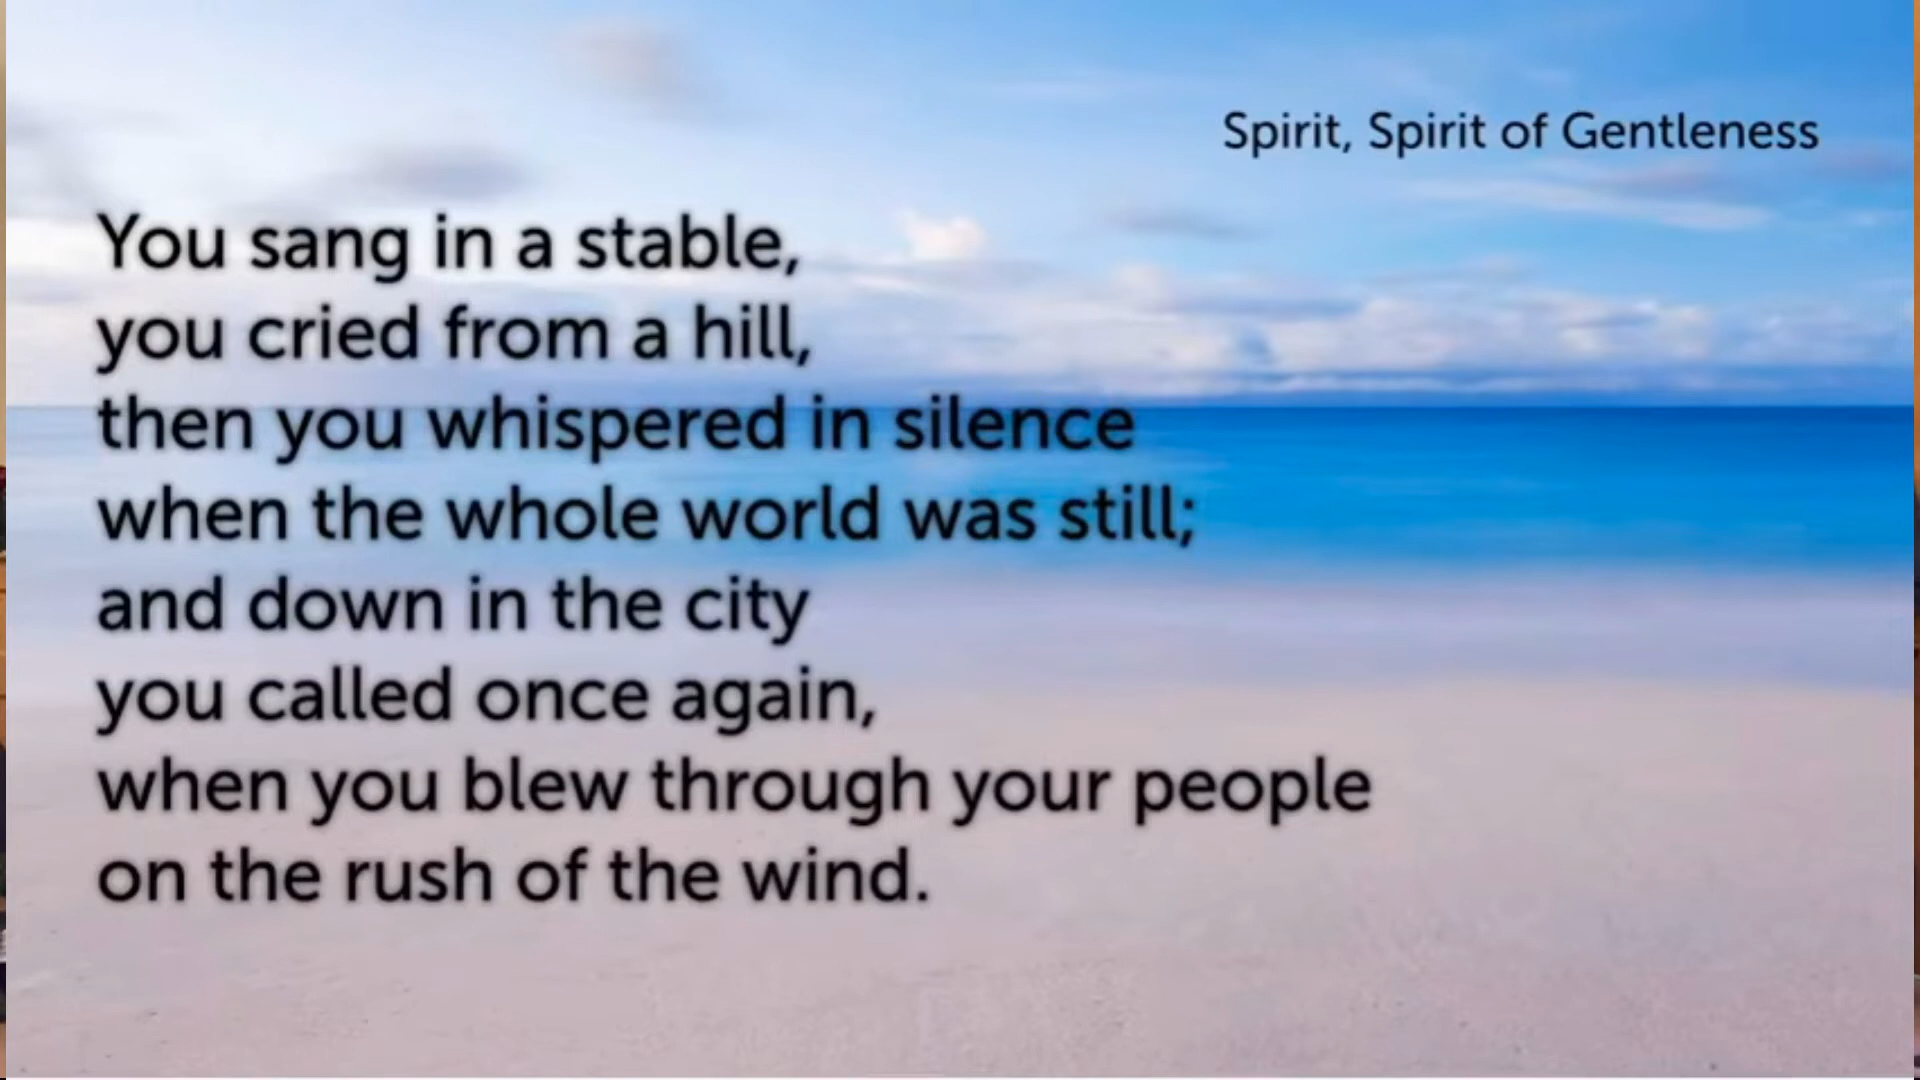 Spirit, Spirit of Gentleness
You sang in a stable,
you cried from a hill,
then you whispered in silence
when the whole world was still;
and down in the city
you called once again,
when you blew through your people
on the rush of the wind.